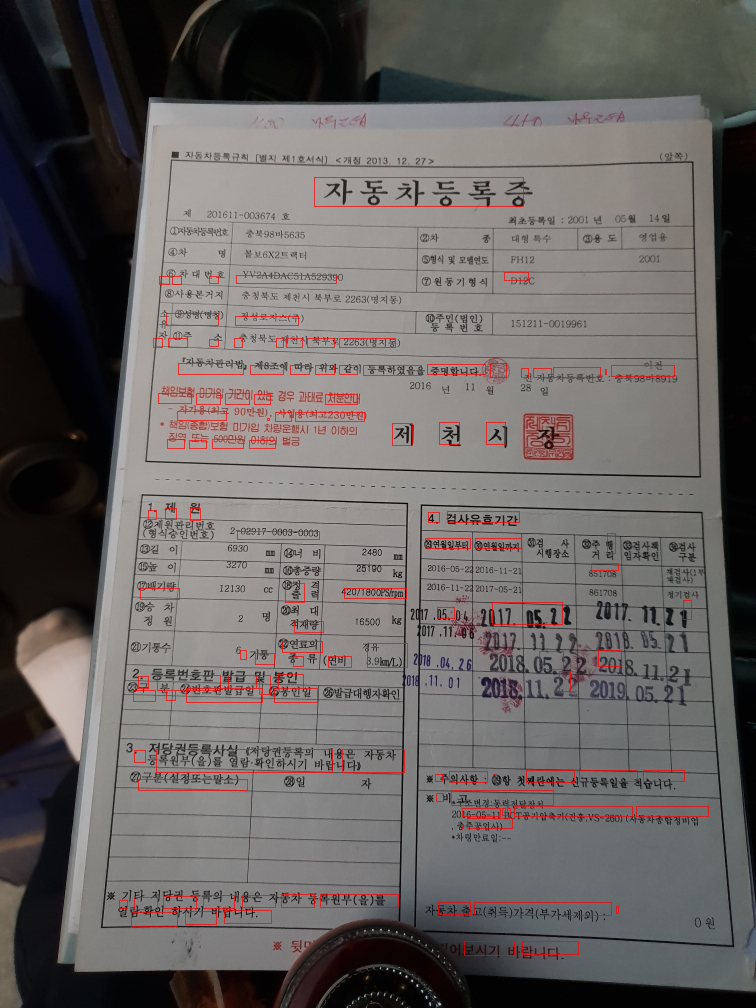 ■ 자동차등록규칙 [별지 제1호서식] <개정 2013. 12. 27> (앞쪽)
자동차등록증
제 201611-003674 호 최초등록일 : 2001 년 05월 14일
①자동차등록번호 충북98바5635 ②차 종 대형 특수 ③용 도 영업용
④차 명 볼보6X2트랙터 ⑤형식 및 모델연도 FH12 2001
⑥차 대 번 호 YV2A4DAC51A529390 ⑦원 동 기 형 식 D12C
⑧사용본거지 충청북도 제천시 북부로 2263(명지동)
소유자 ⑨성명(명칭) 장성로지스(주) ⑩주민(법인)등록번호 151211-0019961
⑪주 소 충청북도 제천시 북부로 2263(명지동)
『자동차관리법』 제8조에 따라 위와 같이 등록하였음을 증명합니다. 이전
2016 년 11 월 28 일 전 자동차등록번호 : 충북98바8919
책임보험 미가입 기간이 있는 경우 과태료 처분안내
- 자가용(최고 90만원), 사업용(최고230만원)
* 책임(종합)보험 미가입 차량운행시 1년 이하의
징역 또는 500만원 이하의 벌금
제 천 시 장
1. 제 원
⑫제원관리번호 (형식승인번호) 2-02917-0003-0003
⑬길 이 6930 mm ⑭너 비 2480 mm
⑮높 이 3270 mm ⑯총중량 25190 kg
⑰배기량 12130 cc ⑱정 격 출 력 420/1800PS/rpm
⑲승 차 정 원 2 명 ⑳최 대 적재량 16500 kg
㉑기통수 6 기통 ㉒연료의 종 류 (연비) 경유 3.9km/L)
2. 등록번호판 발급 및 봉인
㉓구 분 ㉔번호판발급일 ㉕봉인일 ㉖발급대행자확인
3. 저당권등록사실 《저당권등록의 내용은 자동차
등록원부(을)를 열람·확인하시기 바랍니다》
㉗구분(설정또는말소) ㉘일 자
※ 기타 저당권 등록의 내용은 자동차 등록원부(을)를
열람·확인 하시기 바랍니다.
4. 검사유효기간
㉙연월일부터 ㉚연월일까지 ㉛검 사 시행장소 ㉜주 행 거 리 ㉝검사책임자확인 ㉞검사구분
2016-05-22 2016-11-21 851708 재검사(1부재검사)
2016-11-22 2017-05-21 861708 정기검사
2017. 05. 04 2017. 05. 22 2017. 11. 21
2017. 11. 06 2017. 11. 22 2018. 05. 21
2018. 04. 26 2018. 05. 22 2018. 11. 21
2018. 11. 01 2018. 11. 22 2019. 05. 21
※ 주의사항 : ㉙항 첫째란에는 신규등록일을 적습니다.
※ 비 고
*구조변경:동력전달장치
2016-05-11 BCT공기압축기(건흥,VS-260) (자동차종합정비업
, 충주공업사)
*차령만료일:--
자동차 출고(취득)가격(부가세제외) : 0 원
※ 뒷 보시기 바랍니다.